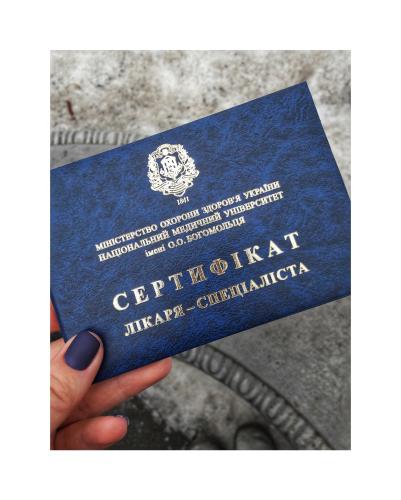 1841
МІНІСТЕРСТВО ОХОРОНИ ЗДОРОВ'Я УКРАЇНИ
НАЦІОНАЛЬНИЙ МЕДИЧНИЙ УНІВЕРСИТЕТ
імені О.О.БОГОМОЛЬЦЯ
СЕРТИФІКАТ
ЛІКАРЯ – СПЕЦІАЛІСТА